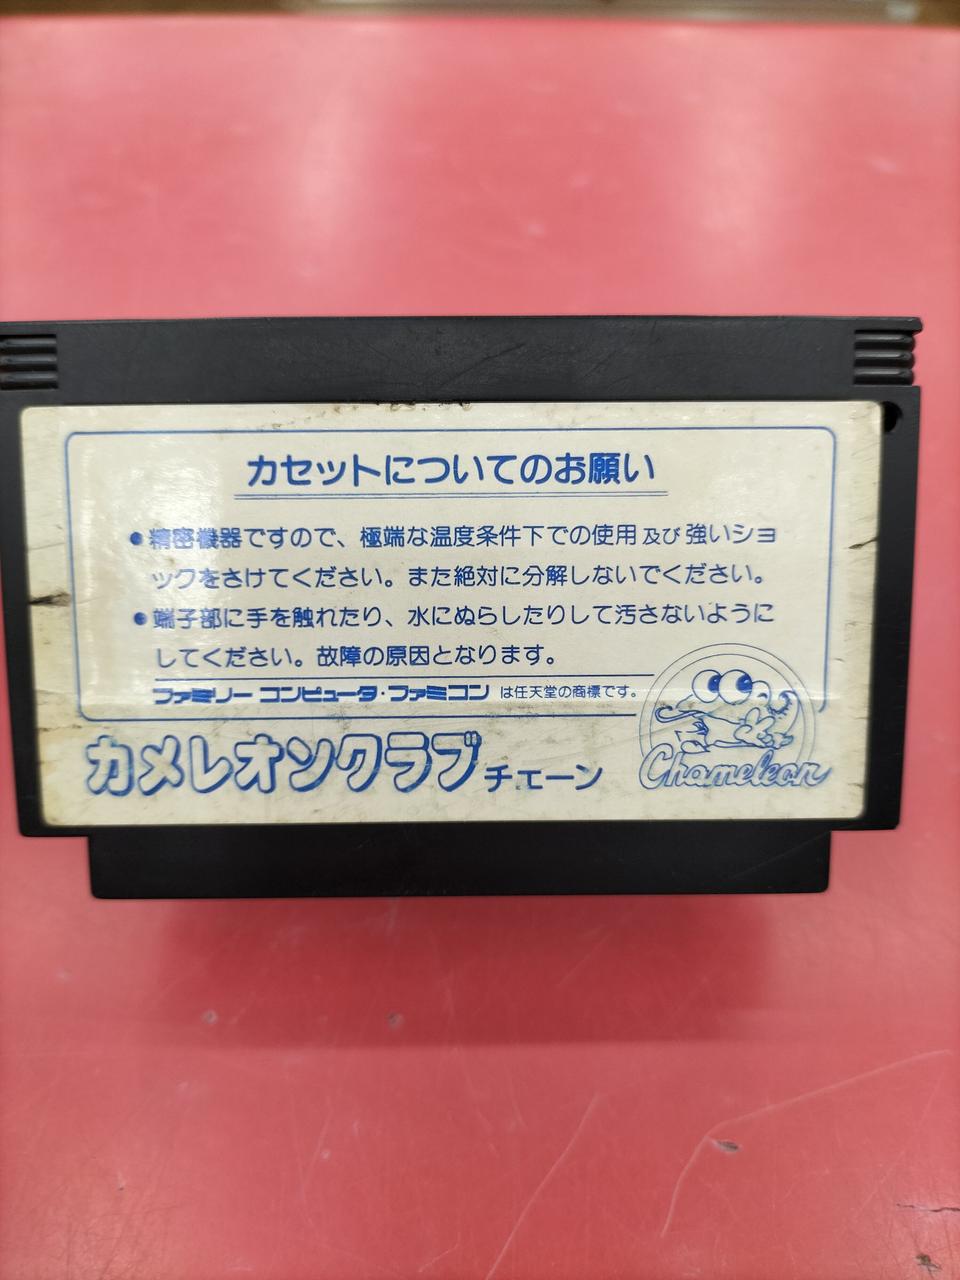 カセットについてのお願い
●精密機器ですので、極端な温度条件下での使用及び強いショ
ックをさけてください。また絶対に分解しないでください。
●端子部に手を触れたり、水にぬらしたりして汚さないように
してください。故障の原因となります。
ファミリーコンピュータ・ファミコン は任天堂の商標です。
カメレオンクラブ チェーン
Chameleon